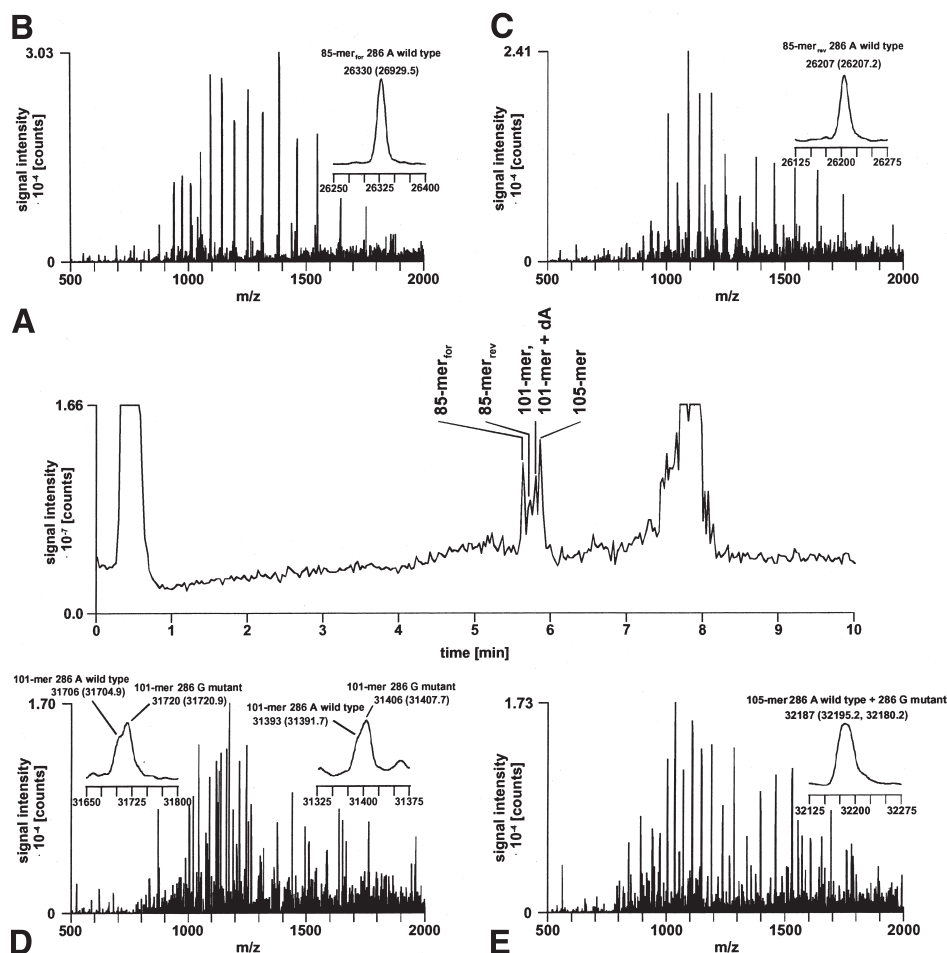 B
3.03
signal intensity
· 10⁻⁴ [counts]
0
500
1000
1500
2000
m/z
85-mer_for 286 A wild type
26330 (26929.5)
26250
26325
26400
C
2.41
signal intensity
· 10⁻⁴ [counts]
0
500
1000
1500
2000
m/z
85-mer_rev 286 A wild type
26207 (26207.2)
26125
26200
26275
A
1.66
signal intensity
· 10⁻⁷ [counts]
0.0
85-mer_for
85-mer_rev
101-mer,
101-mer + dA
105-mer
0
1
2
3
4
5
6
7
8
9
10
time [min]
101-mer 286 A wild type
31706 (31704.9)
101-mer 286 G mutant
31720 (31720.9)
31650
31725
31800
101-mer 286 G mutant
31406 (31407.7)
101-mer 286 A wild type
31393 (31391.7)
31325
31400
31375
1.70
signal intensity
· 10⁻⁴ [counts]
0
500
1000
1500
2000
m/z
D
105-mer 286 A wild type + 286 G mutant
32187 (32195.2, 32180.2)
32125
32200
32275
1.73
signal intensity
· 10⁻⁴ [counts]
0
500
1000
1500
2000
m/z
E